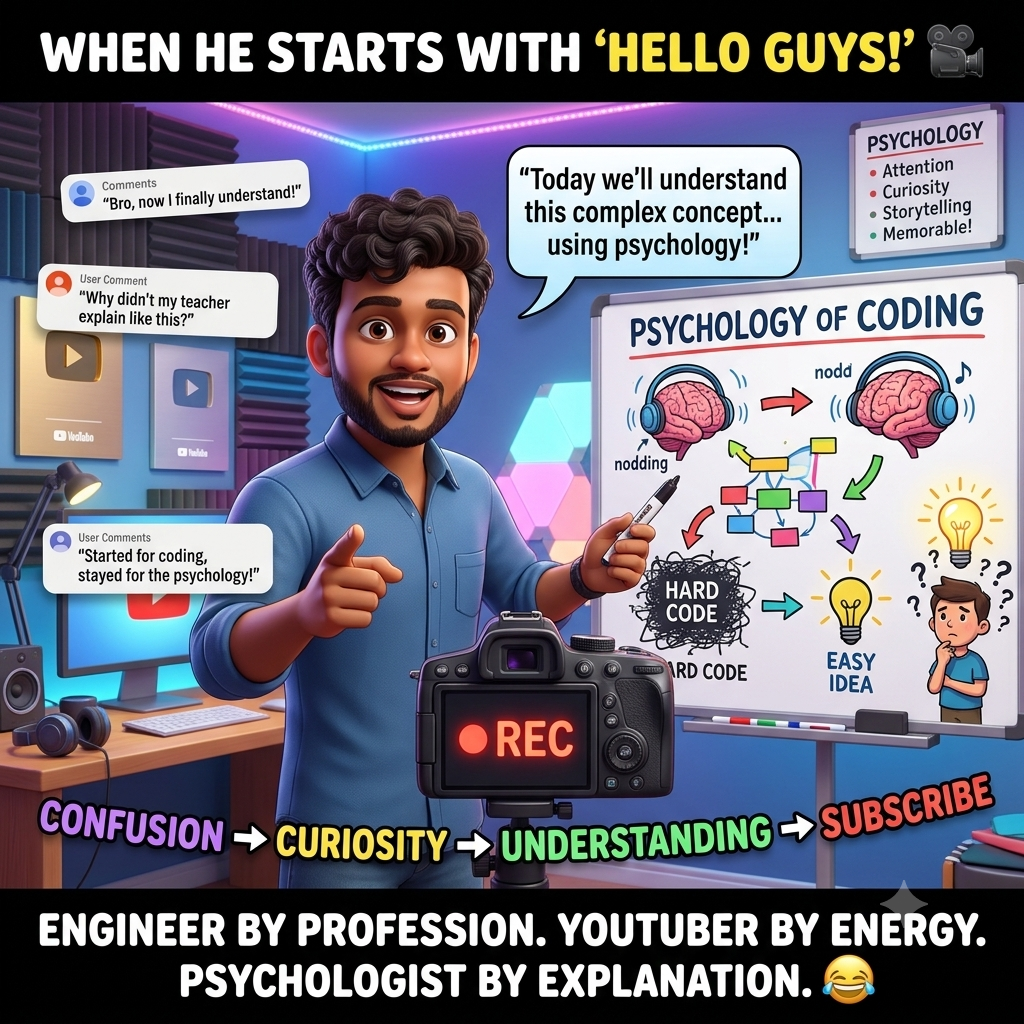 WHEN HE STARTS WITH ‘HELLO GUYS!’
Comments
“Bro, now I finally understand!”
“Today we’ll understand
this complex concept...
using psychology!”
PSYCHOLOGY
• Attention
• Curiosity
• Storytelling
• Memorable!
User Comment
“Why didn’t my teacher
explain like this?”
YouTube
YouTube
PSYCHOLOGY OF CODING
nodd
nodding
HARD
CODE
ARD CODE
EASY
IDEA
User Comments
“Started for coding,
stayed for the psychology!”
REC
CONFUSION → CURIOSITY → UNDERSTANDING → SUBSCRIBE
ENGINEER BY PROFESSION. YOUTUBER BY ENERGY.
PSYCHOLOGIST BY EXPLANATION. 😂